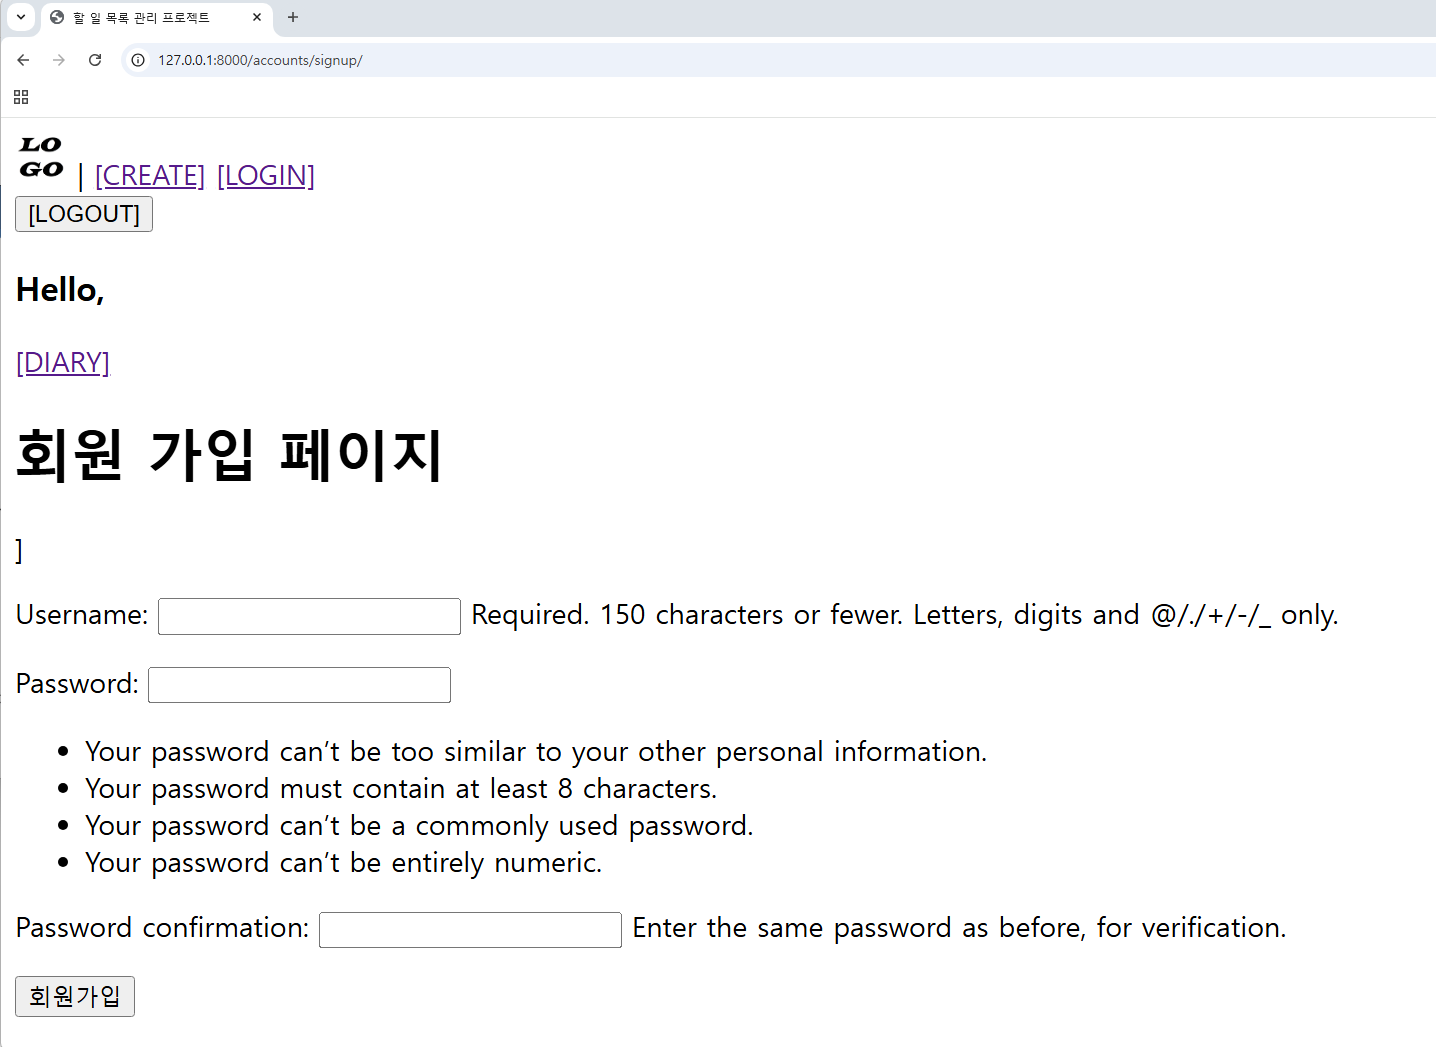 할 일 목록 관리 프로젝트
127.0.0.1:8000/accounts/signup/
LO
GO
| [CREATE] [LOGIN]
[LOGOUT]
Hello,
[DIARY]
회원 가입 페이지
]
Username: Required. 150 characters or fewer. Letters, digits and @/./+/-/_ only.
Password:
• Your password can’t be too similar to your other personal information.
• Your password must contain at least 8 characters.
• Your password can’t be a commonly used password.
• Your password can’t be entirely numeric.
Password confirmation: Enter the same password as before, for verification.
회원가입